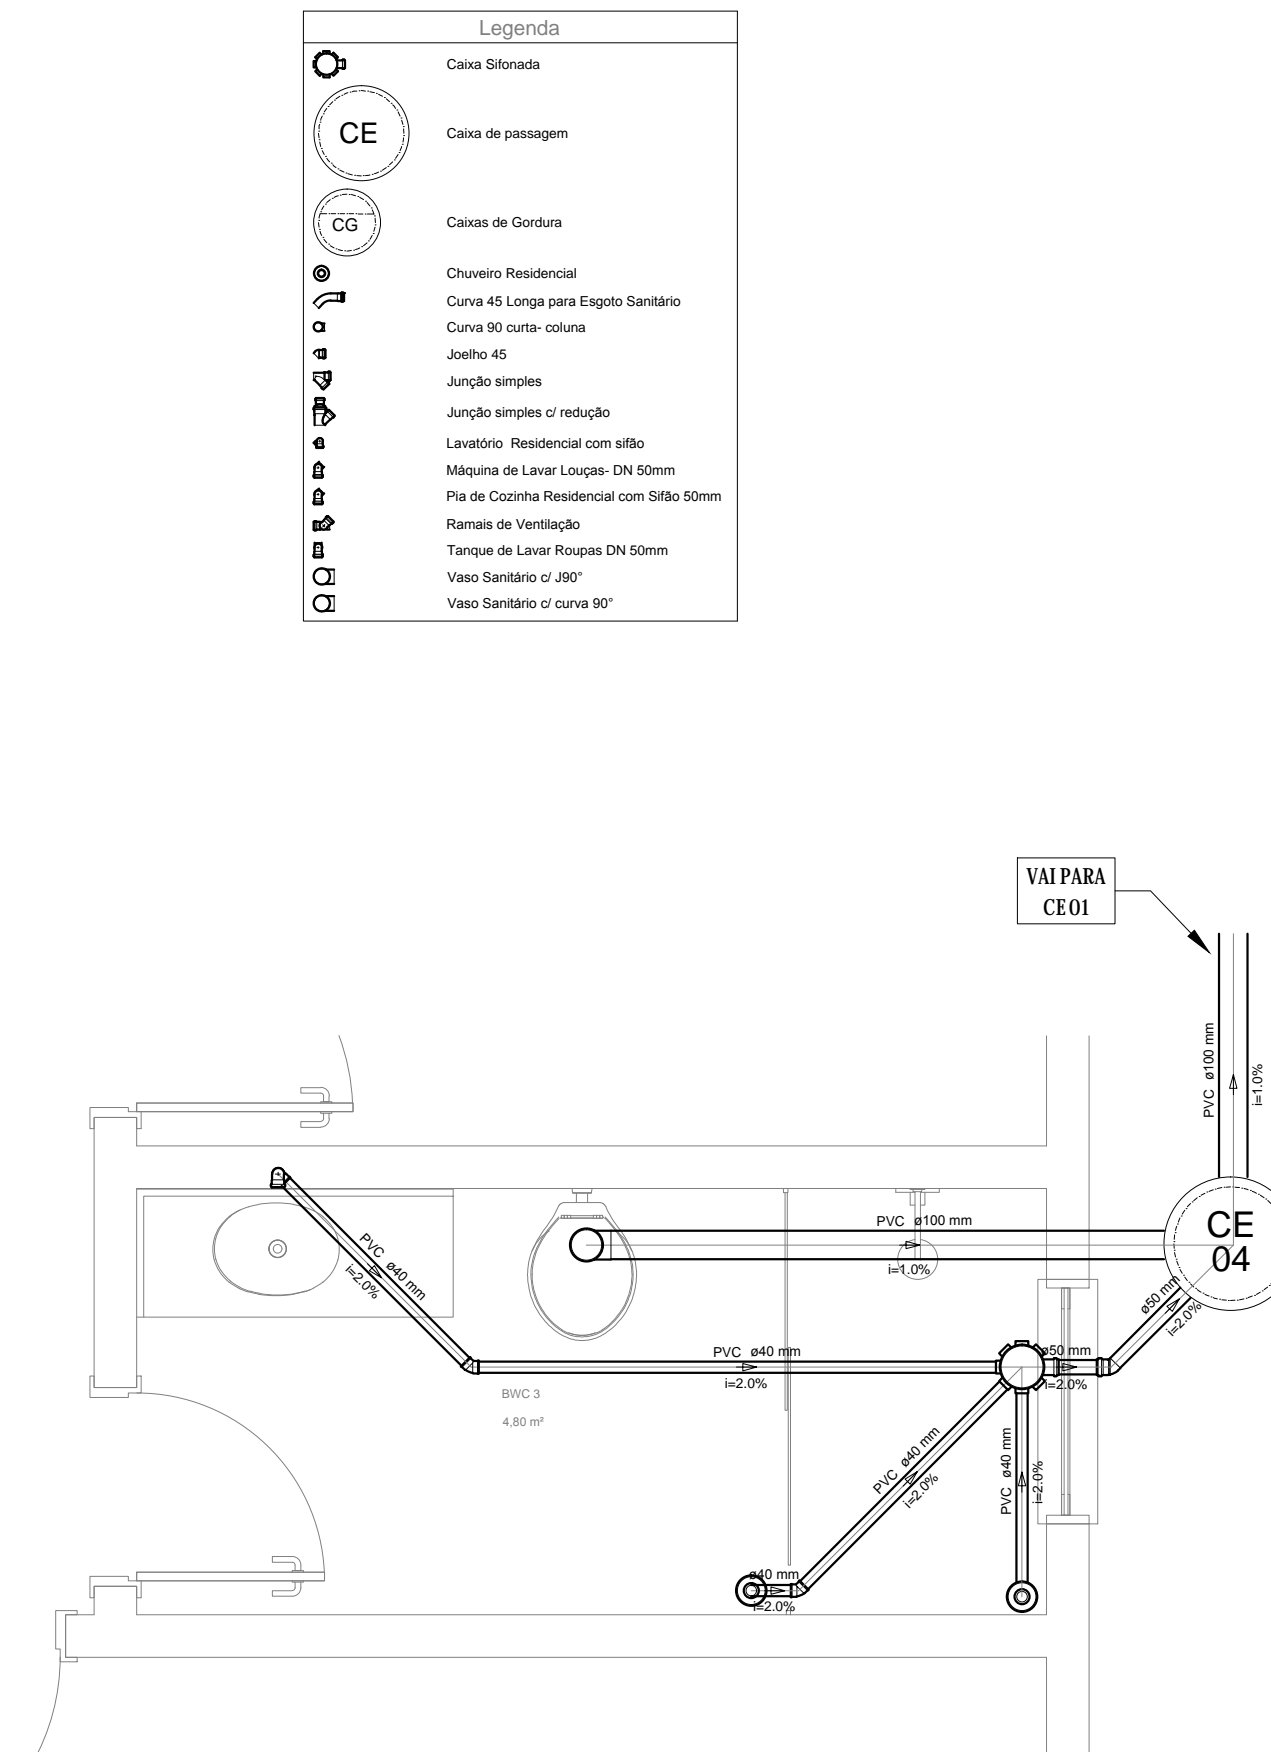 Legenda
Caixa Sifonada
CE
Caixa de passagem
CG
Caixas de Gordura
Chuveiro Residencial
Curva 45 Longa para Esgoto Sanitário
Curva 90 curta- coluna
Joelho 45
Junção simples
Junção simples c/ redução
Lavatório  Residencial com sifão
Máquina de Lavar Louças- DN 50mm
Pia de Cozinha Residencial com Sifão 50mm
Ramais de Ventilação
Tanque de Lavar Roupas DN 50mm
Vaso Sanitário c/ J90°
Vaso Sanitário c/ curva 90°
VAI PARA
CE 01
PVC ø100 mm
i=1.0%
PVC ø100 mm
i=1.0%
CE
04
PVC ø40 mm
i=2.0%
ø50 mm
i=2.0%
PVC ø40 mm
i=2.0%
ø50 mm
i=2.0%
BWC 3
4,80 m²
PVC ø40 mm
i=2.0%
PVC ø40 mm
i=2.0%
ø40 mm
i=2.0%